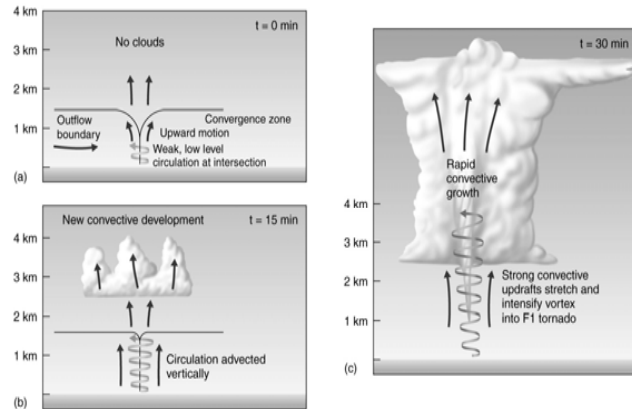 4 km
t = 0 min
No clouds
3 km
2 km
Outflow
boundary
Convergence zone
1 km
Upward motion
Weak, low level
circulation at intersection
(a)
New convective development
t = 15 min
4 km
3 km
2 km
1 km
Circulation advected
vertically
(b)
t = 30 min
Rapid
convective
growth
4 km
3 km
2 km
Strong convective
updrafts stretch and
intensify vortex
into F1 tornado
1 km
(c)